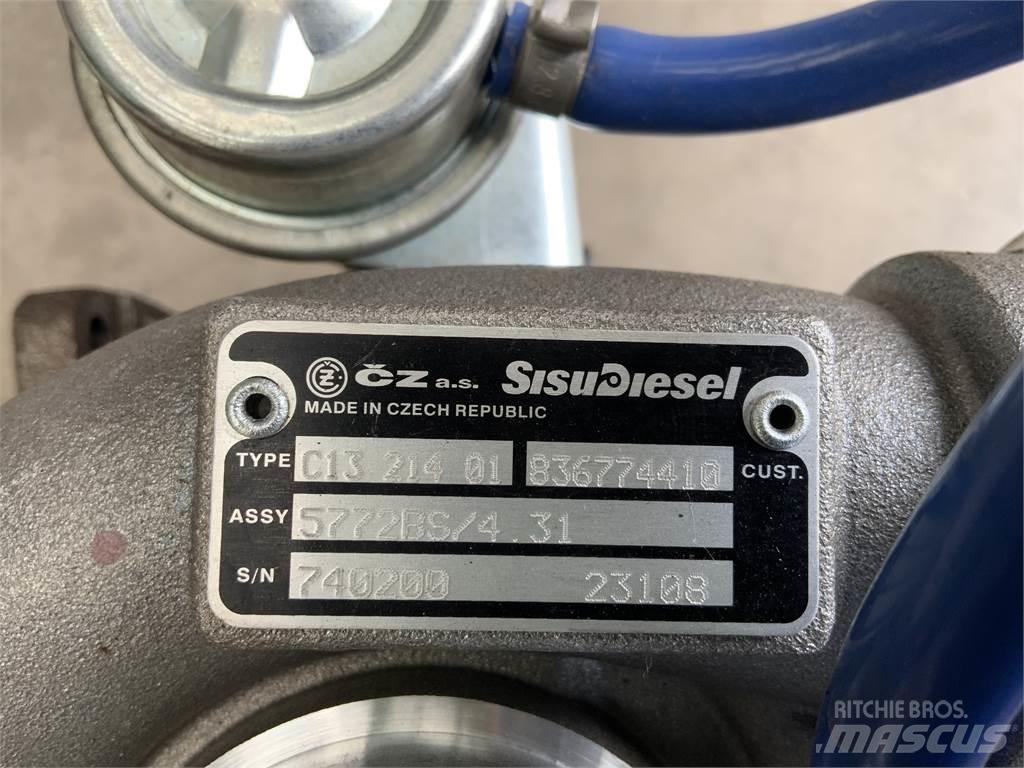 ČZ a.s. SISUDIESEL
MADE IN CZECH REPUBLIC
TYPE C13 214 01 836774410 CUST.
ASSY 5772BS/4.31
S/N 740200 23108
RITCHIE BROS.
MASCUS